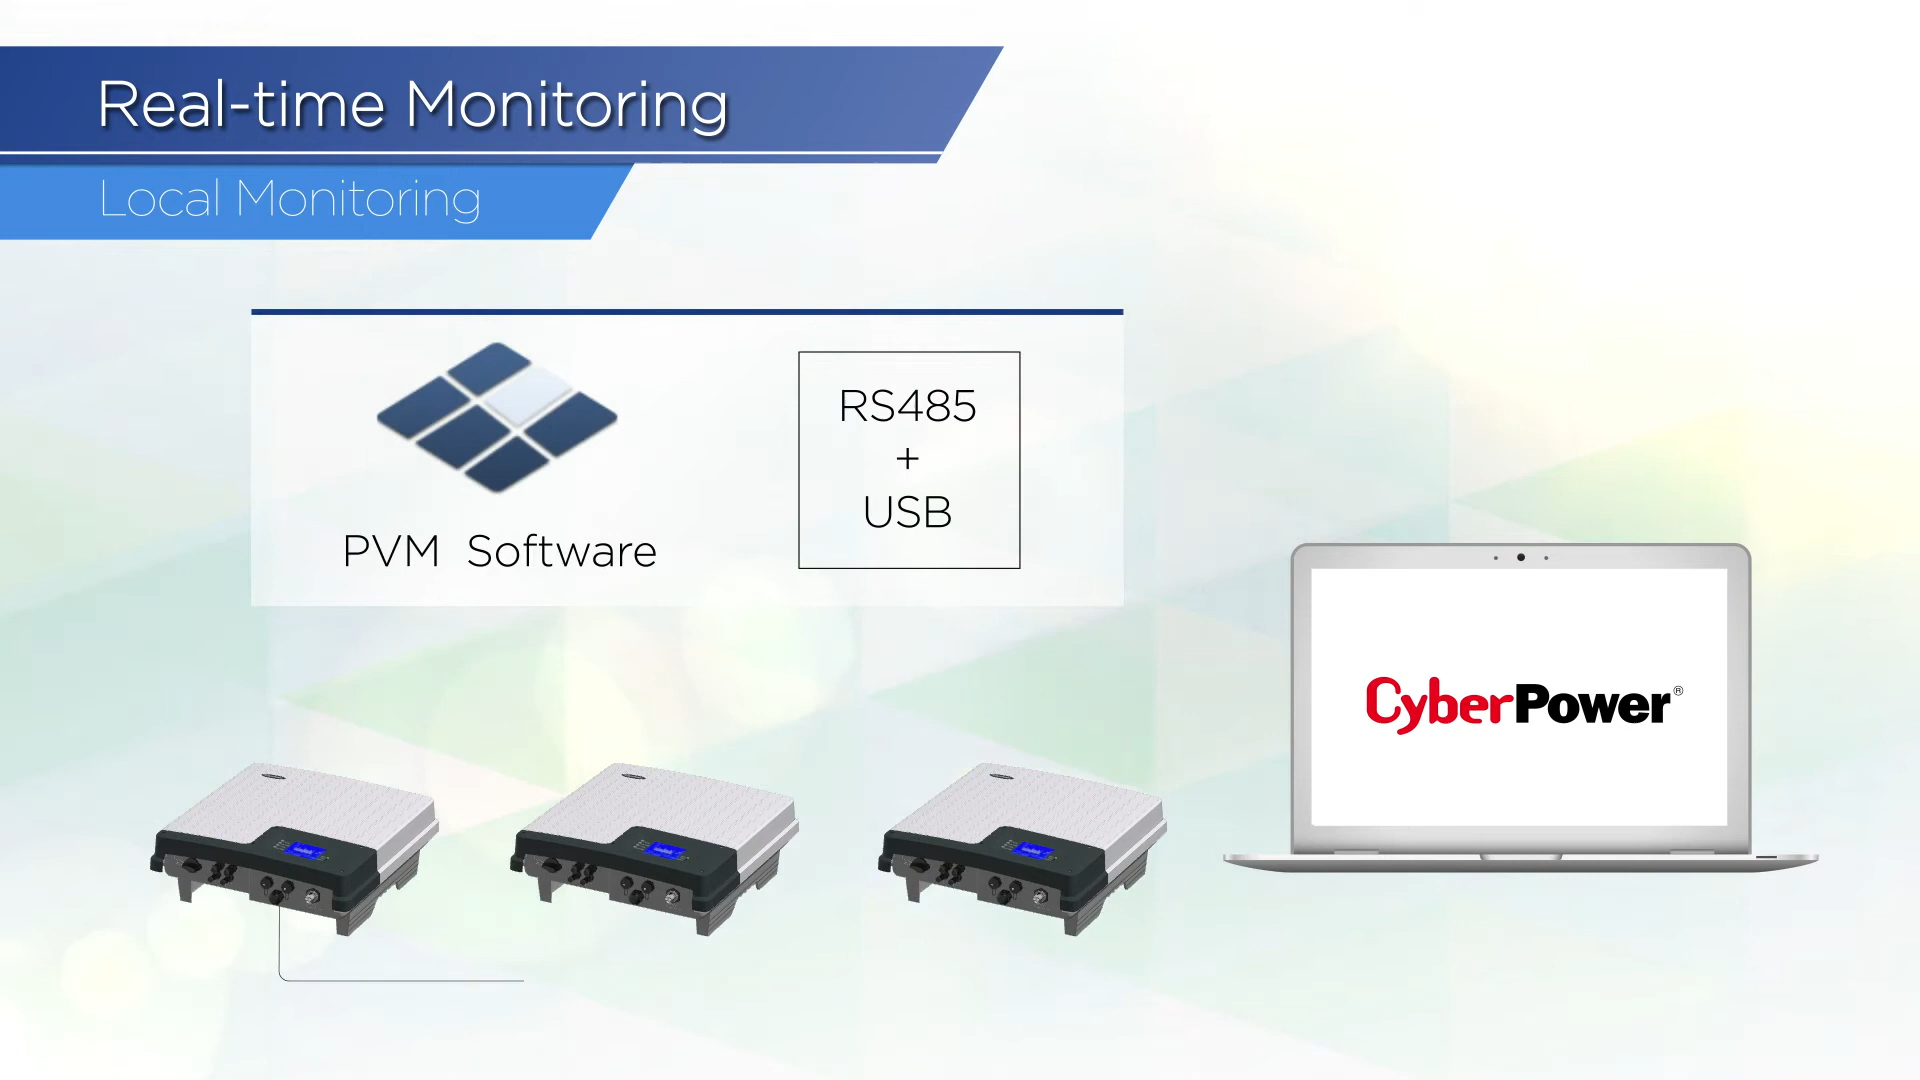 Real-time Monitoring
Local Monitoring
RS485
+
USB
PVM Software
CyberPower®